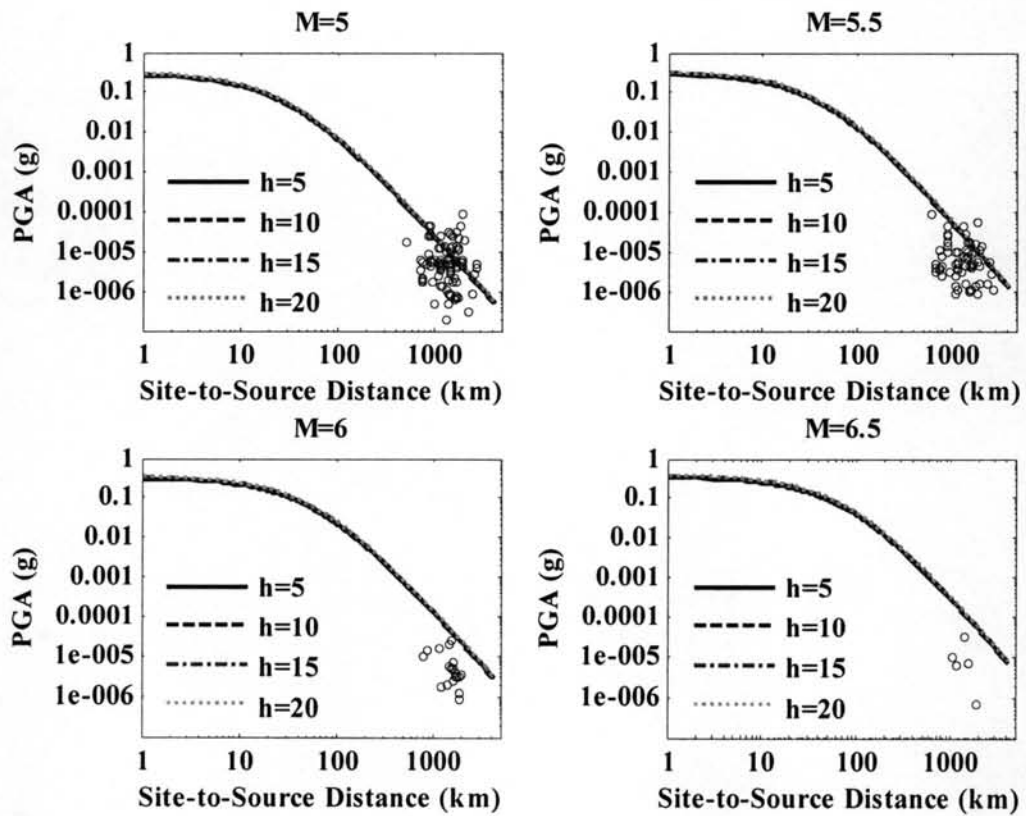 M=5
1
0.1
0.01
0.001
0.0001
1e-005
1e-006
PGA (g)
h=5
h=10
h=15
h=20
1 10 100 1000
Site-to-Source Distance (km)
M=5.5
1
0.1
0.01
0.001
0.0001
1e-005
1e-006
PGA (g)
h=5
h=10
h=15
h=20
1 10 100 1000
Site-to-Source Distance (km)
M=6
1
0.1
0.01
0.001
0.0001
1e-005
1e-006
PGA (g)
h=5
h=10
h=15
h=20
1 10 100 1000
Site-to-Source Distance (km)
M=6.5
1
0.1
0.01
0.001
0.0001
1e-005
1e-006
PGA (g)
h=5
h=10
h=15
h=20
1 10 100 1000
Site-to-Source Distance (km)